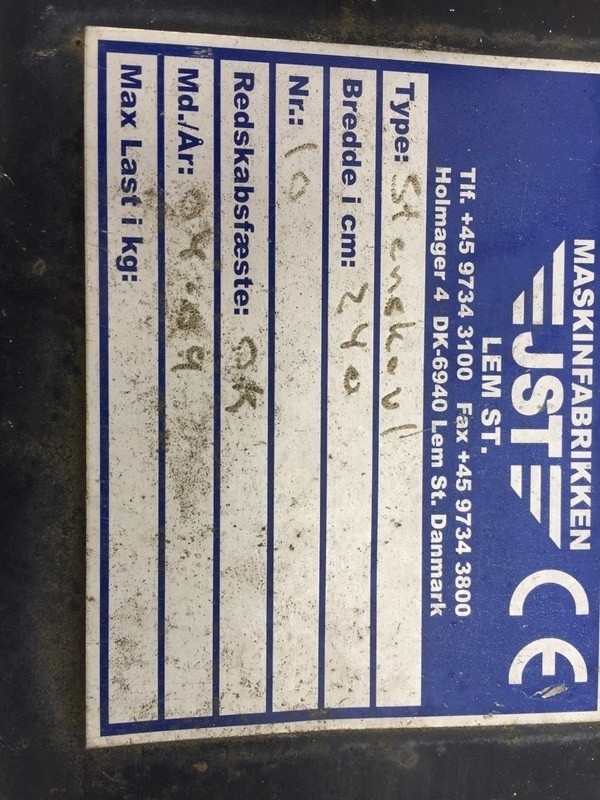 MASKINFABRIKKEN
JST
CE
LEM ST.
Tlf. +45 9734 3100 Fax +45 9734 3800
Holmager 4 DK-6940 Lem St. Danmark
Type: Stenskovl
Bredde i cm: 240
Nr.: 10
Redskabsfæste:
Md./År:
Max Last i kg: